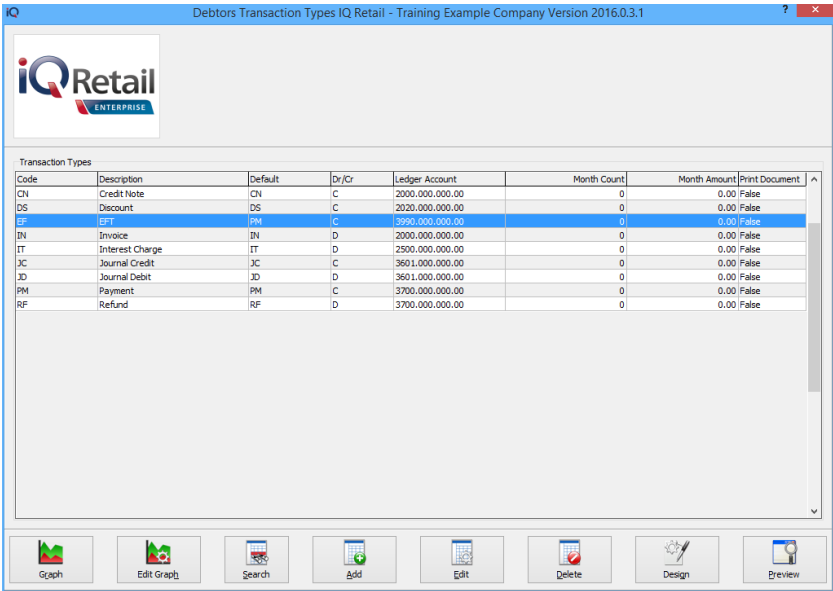 iQ Debtors Transaction Types IQ Retail - Training Example Company Version 2016.0.3.1 ? ×
iQ Retail
ENTERPRISE
Transaction Types
Code Description Default Dr/Cr Ledger Account Month Count Month Amount Print Document
CN Credit Note CN C 2000.000.000.00 0 0.00 False
DS Discount DS C 2020.000.000.00 0 0.00 False
EF EFT PM C 3990.000.000.00 0 0.00 False
IN Invoice IN D 2000.000.000.00 0 0.00 False
IT Interest Charge IT D 2500.000.000.00 0 0.00 False
JC Journal Credit JC C 3601.000.000.00 0 0.00 False
JD Journal Debit JD D 3601.000.000.00 0 0.00 False
PM Payment PM C 3700.000.000.00 0 0.00 False
RF Refund RF D 3700.000.000.00 0 0.00 False
Graph Edit Graph Search Add Edit Delete Design Preview